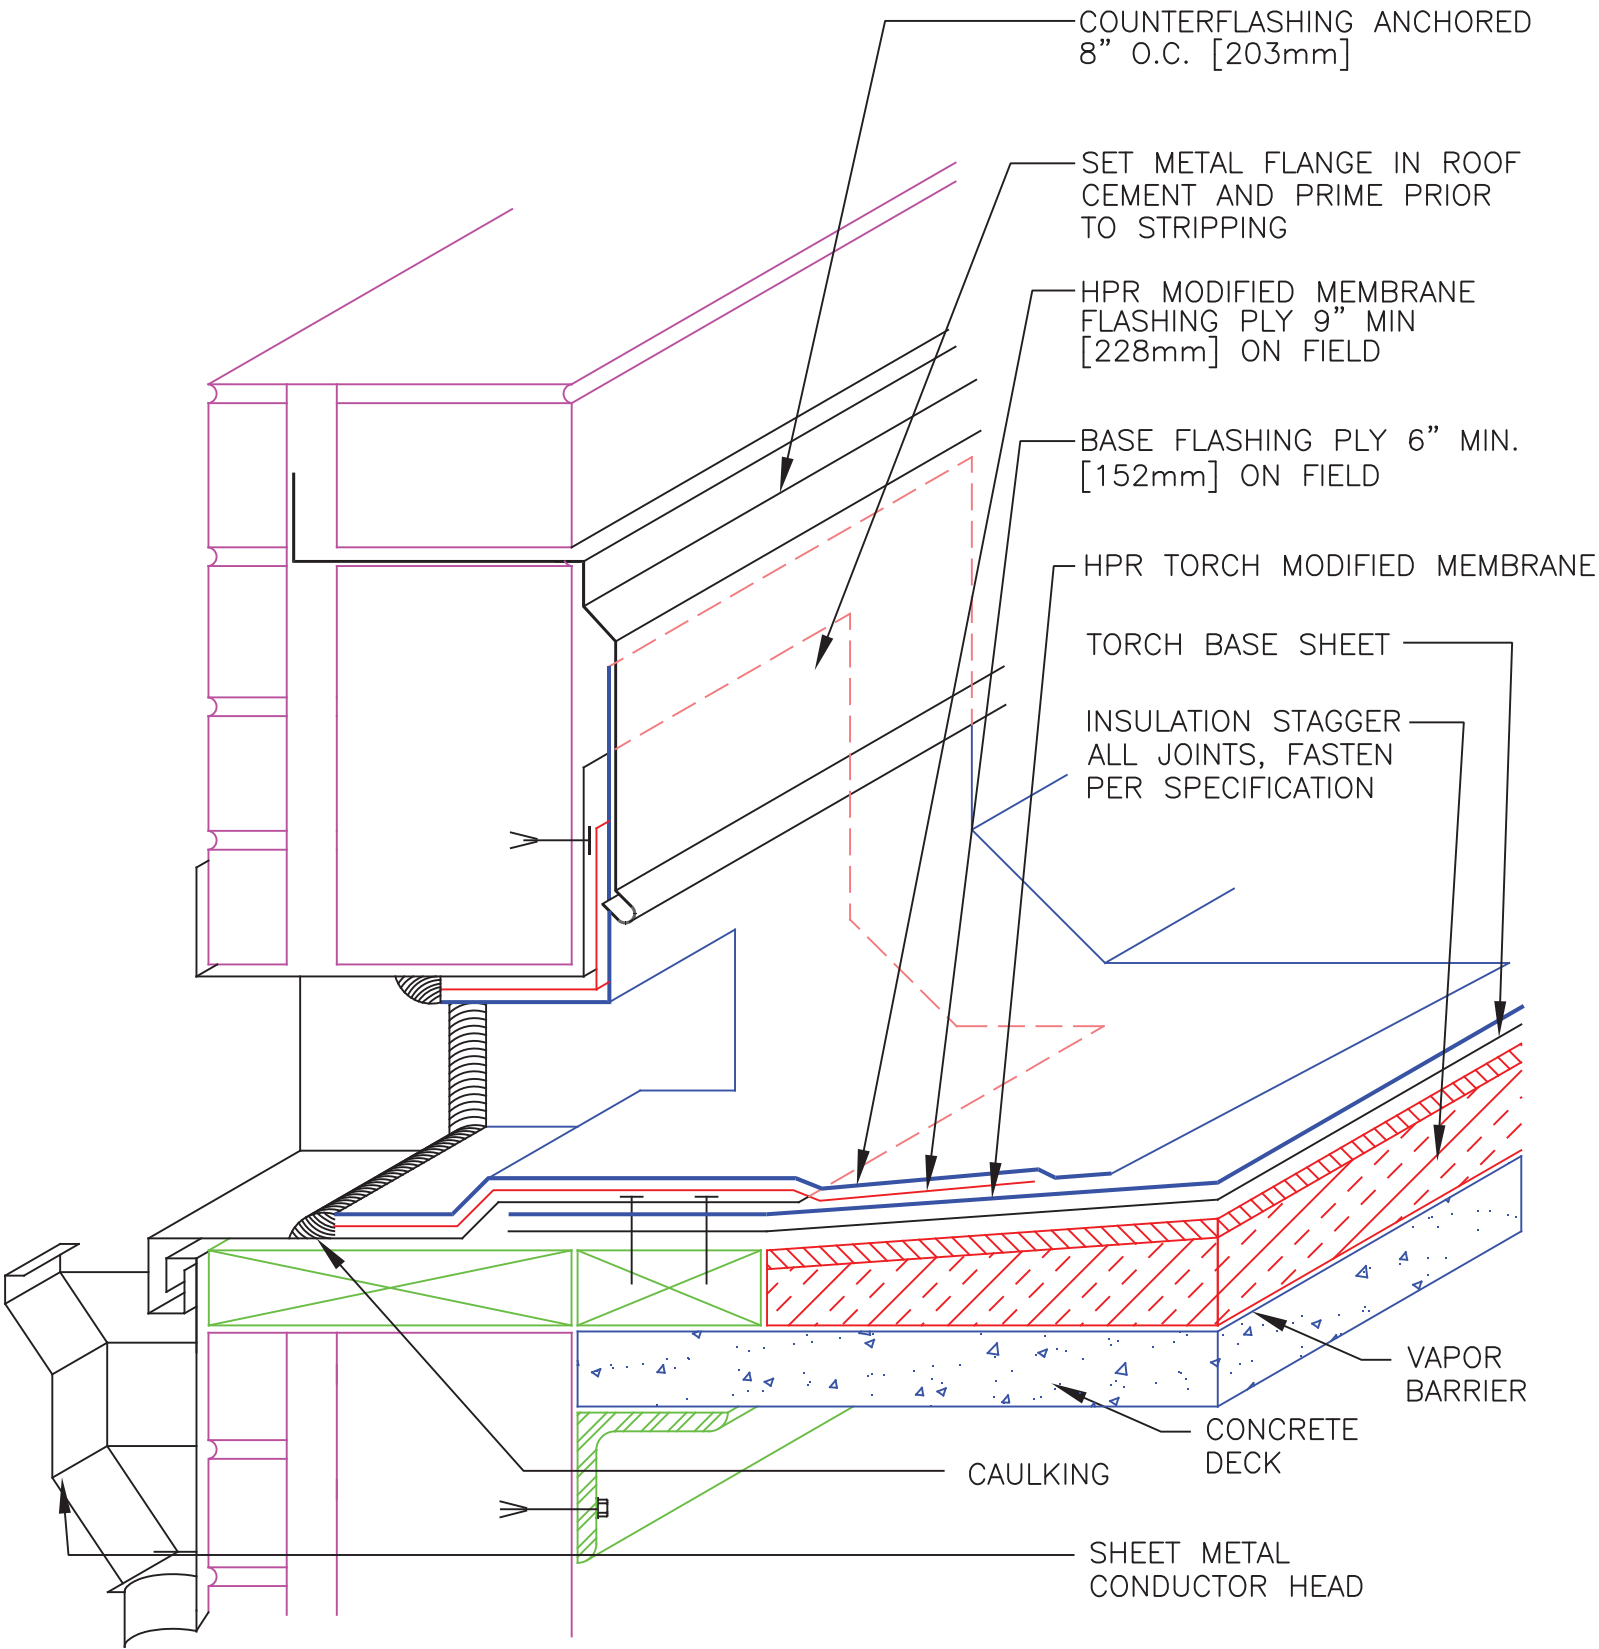 COUNTERFLASHING ANCHORED
8” O.C. [203mm]
SET METAL FLANGE IN ROOF
CEMENT AND PRIME PRIOR
TO STRIPPING
HPR MODIFIED MEMBRANE
FLASHING PLY 9” MIN
[228mm] ON FIELD
BASE FLASHING PLY 6” MIN.
[152mm] ON FIELD
HPR TORCH MODIFIED MEMBRANE
TORCH BASE SHEET
INSULATION STAGGER
ALL JOINTS, FASTEN
PER SPECIFICATION
VAPOR
BARRIER
CONCRETE
DECK
CAULKING
SHEET METAL
CONDUCTOR HEAD